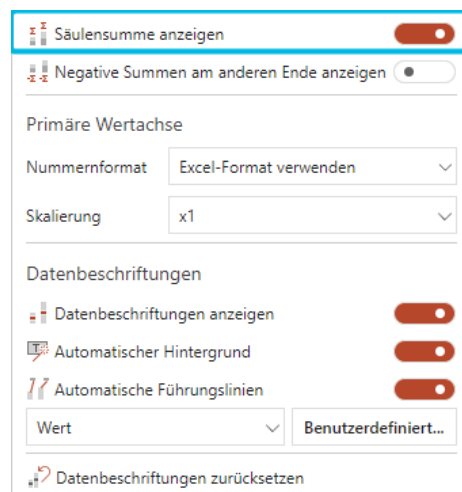 Säulensumme anzeigen
Negative Summen am anderen Ende anzeigen
Primäre Wertachse
Nummernformat Excel-Format verwenden
Skalierung x1
Datenbeschriftungen
Datenbeschriftungen anzeigen
Automatischer Hintergrund
Automatische Führungslinien
Wert Benutzerdefiniert...
Datenbeschriftungen zurücksetzen